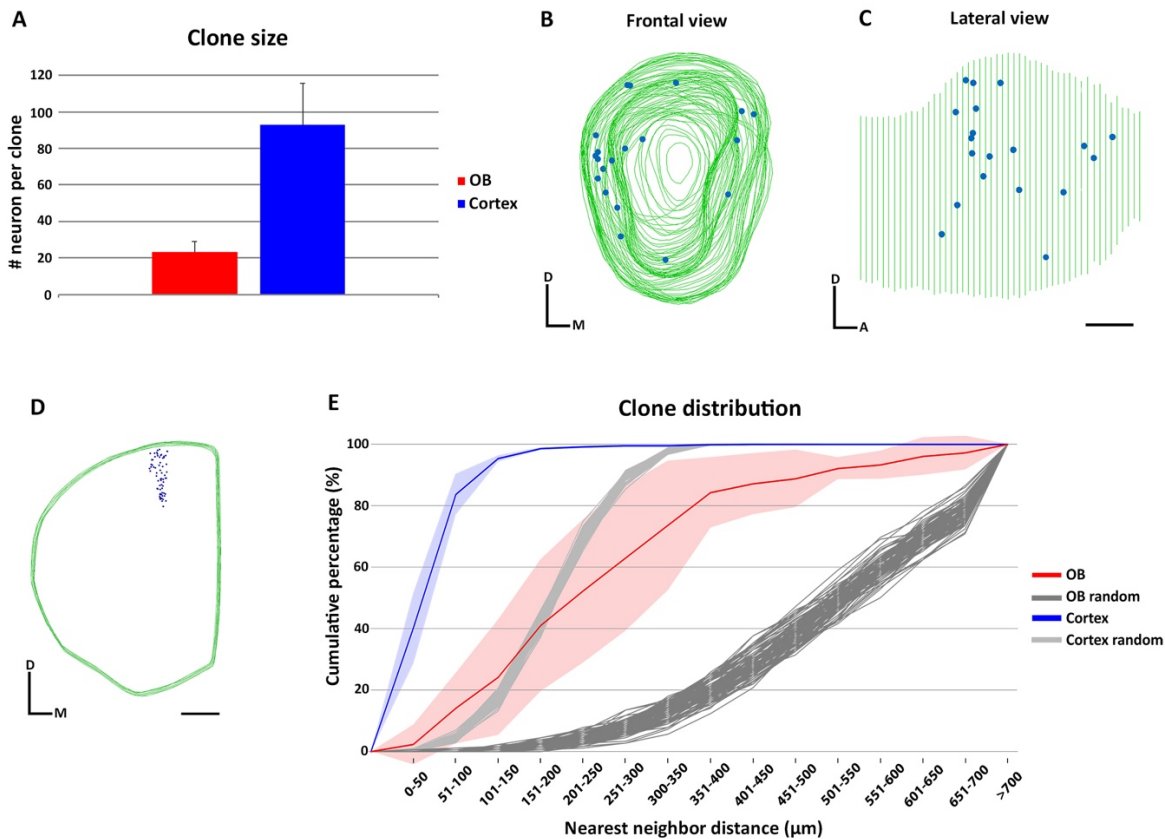 A
Clone size
# neuron per clone
120
100
80
60
40
20
0
OB
Cortex
B
Frontal view
D
M
C
Lateral view
D
A
D
D
M
E
Clone distribution
Cumulative percentage (%)
100
80
60
40
20
0
0-50
51-100
101-150
151-200
201-250
251-300
300-350
351-400
401-450
451-500
501-550
551-600
601-650
651-700
>700
Nearest neighbor distance (μm)
OB
OB random
Cortex
Cortex random